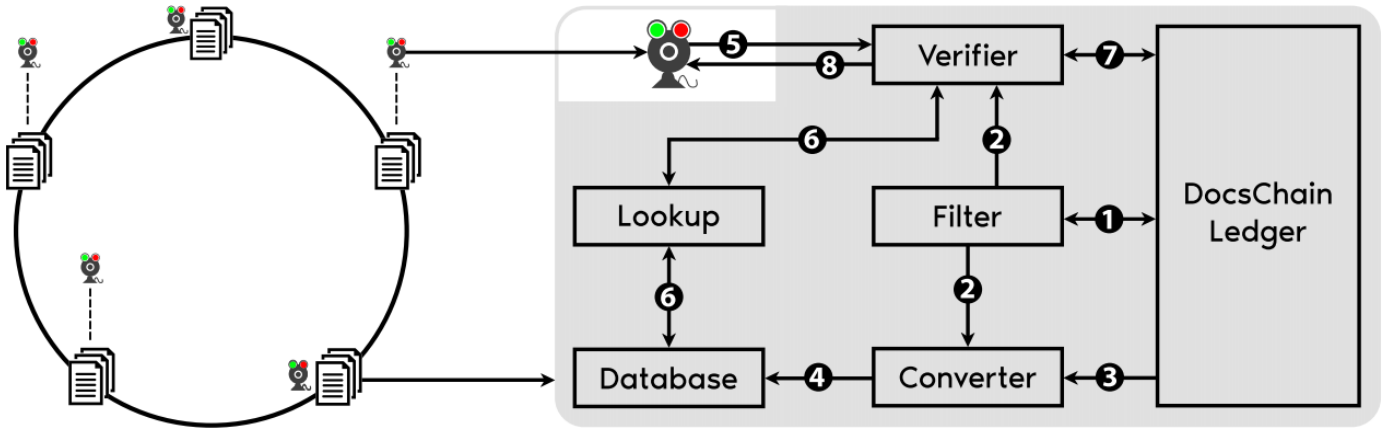 5
Verifier
7
8
6
2
Lookup
Filter
1
DocsChain
Ledger
6
2
Database
4
Converter
3